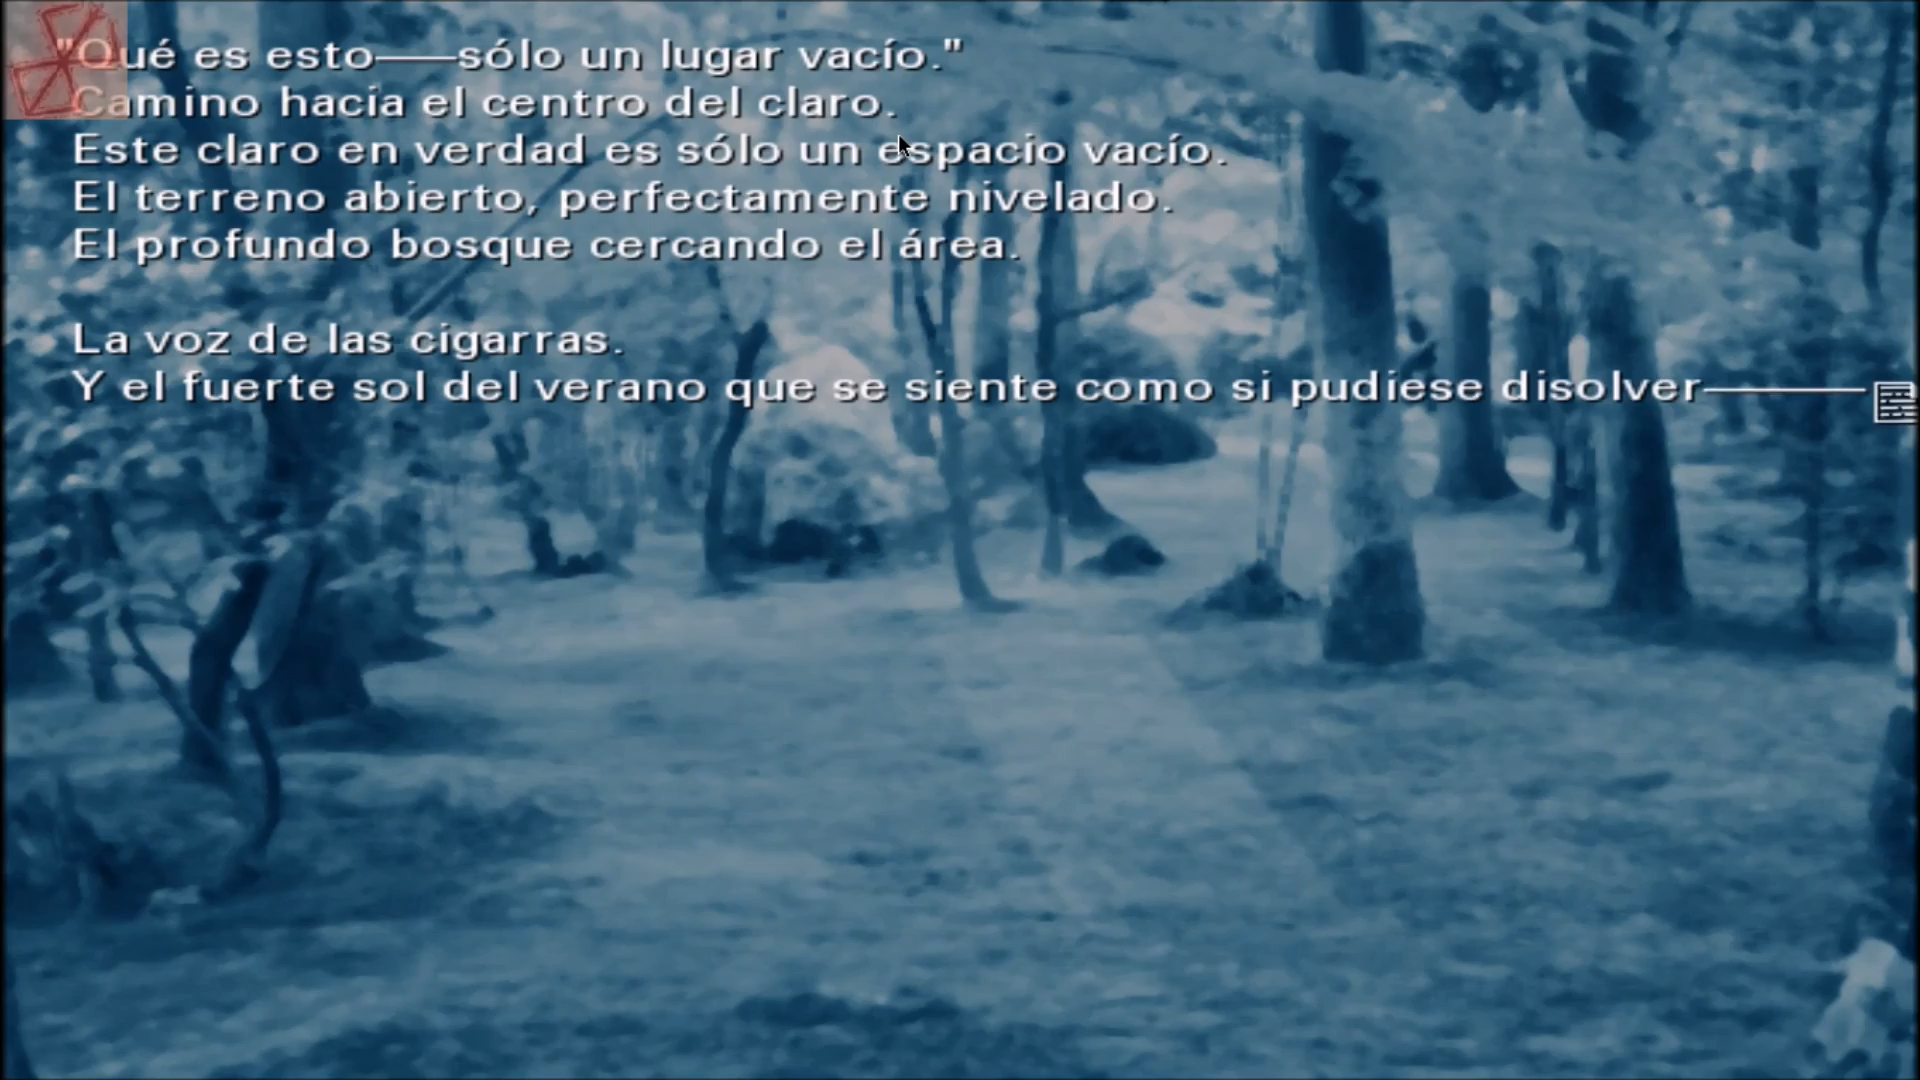 "Qué es esto――sólo un lugar vacío."
Camino hacia el centro del claro.
Este claro en verdad es sólo un espacio vacío.
El terreno abierto, perfectamente nivelado.
El profundo bosque cercando el área.
La voz de las cigarras.
Y el fuerte sol del verano que se siente como si pudiese disolver――――